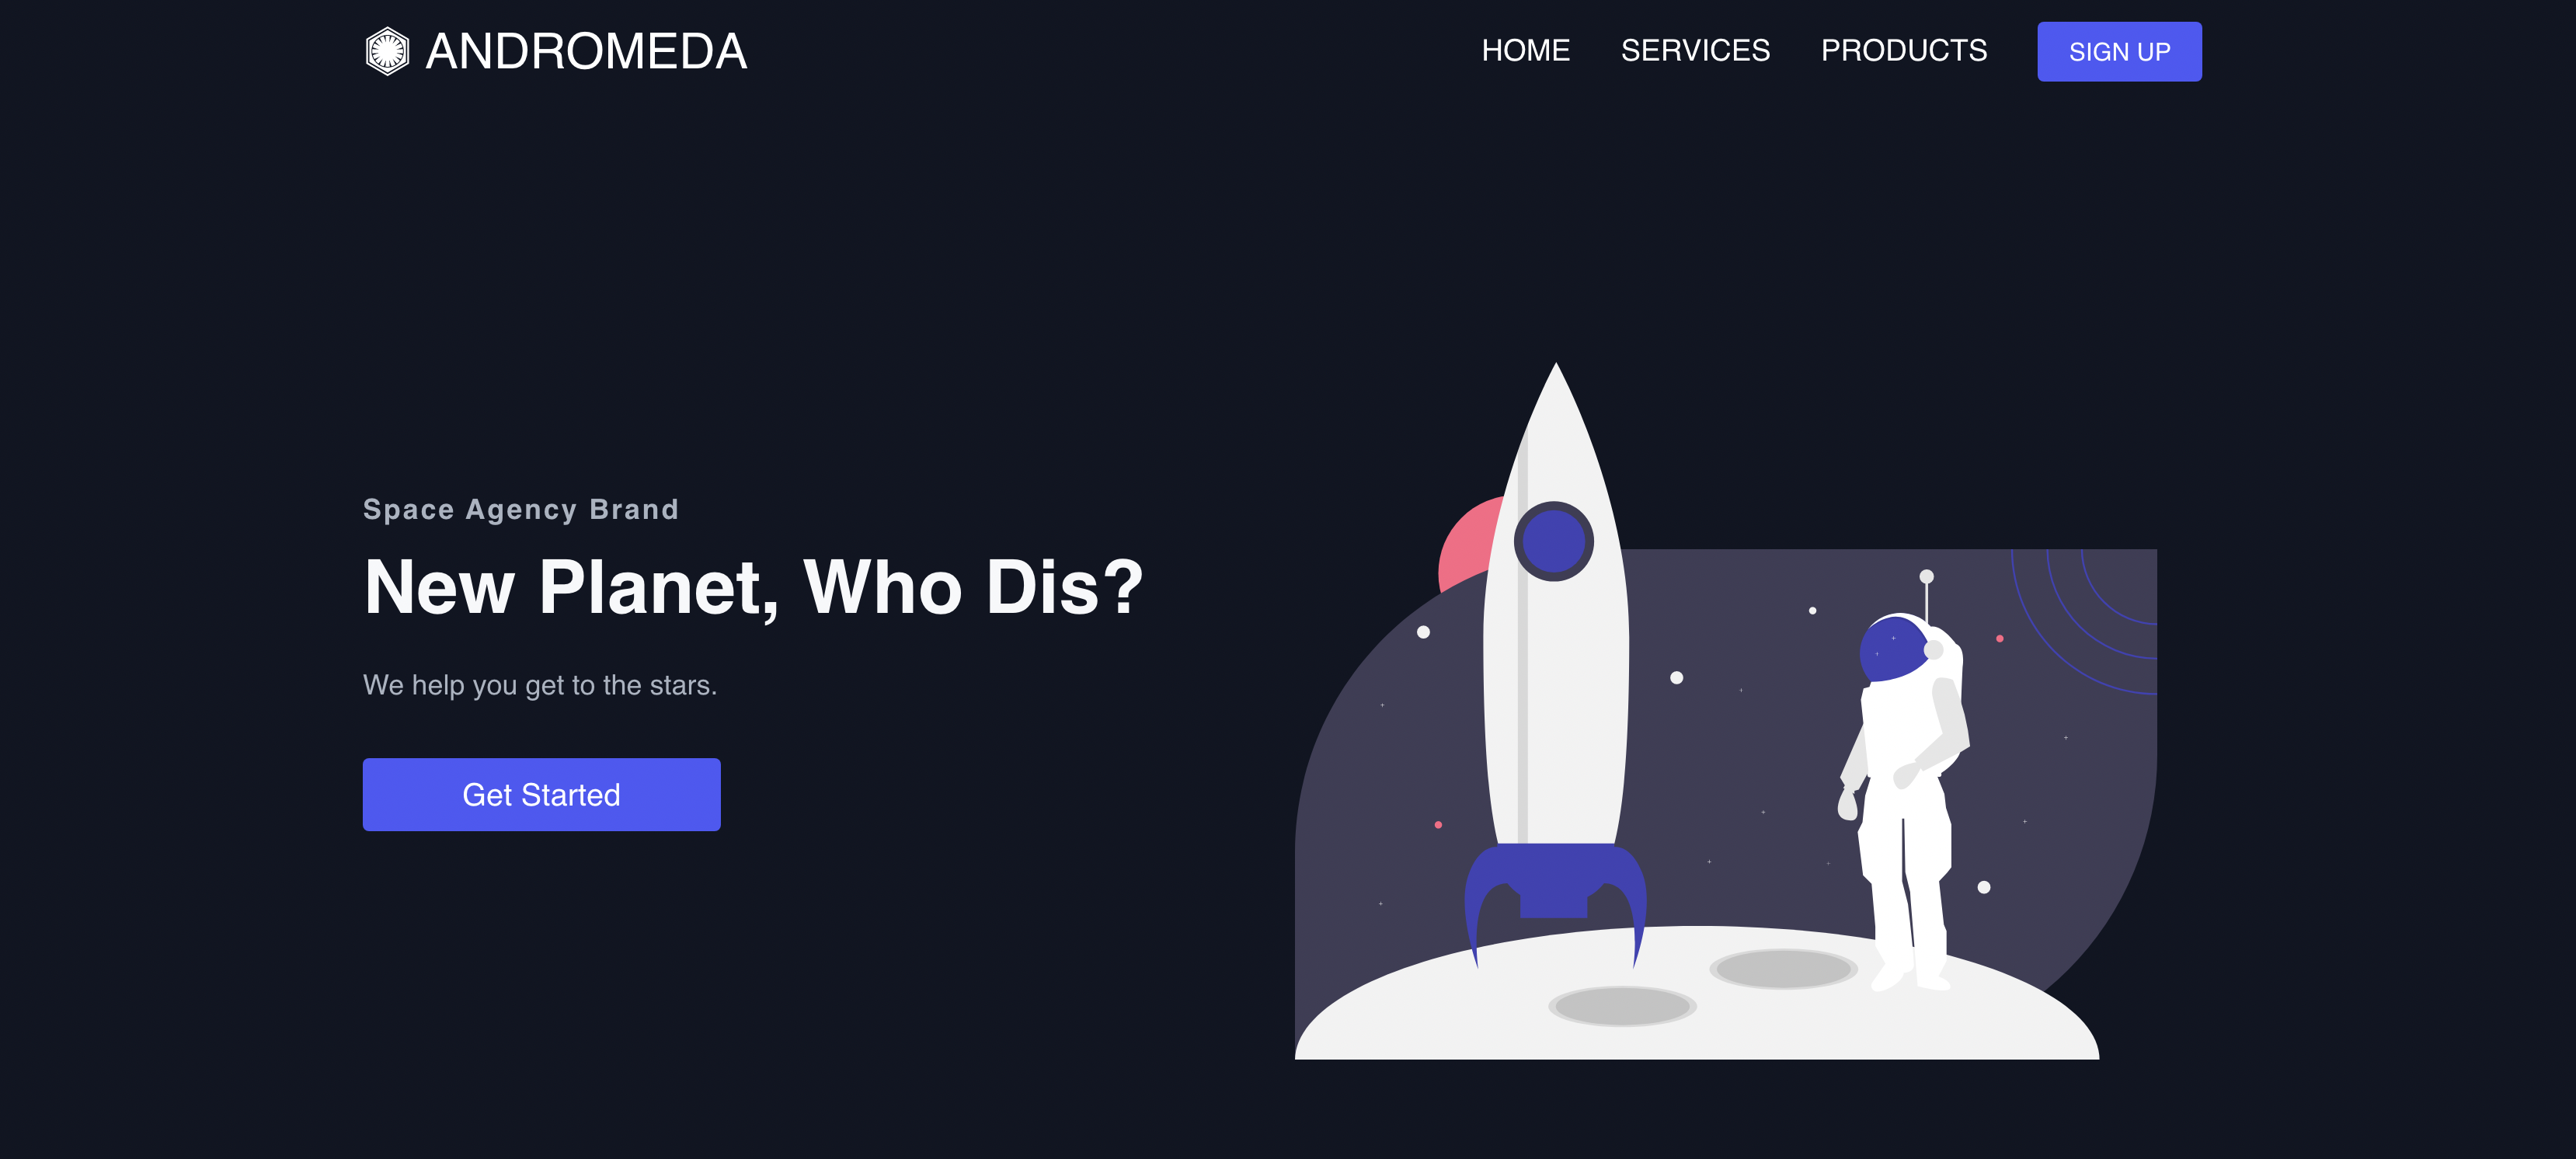 ANDROMEDA
HOME SERVICES PRODUCTS SIGN UP
Space Agency Brand
New Planet, Who Dis?
We help you get to the stars.
Get Started